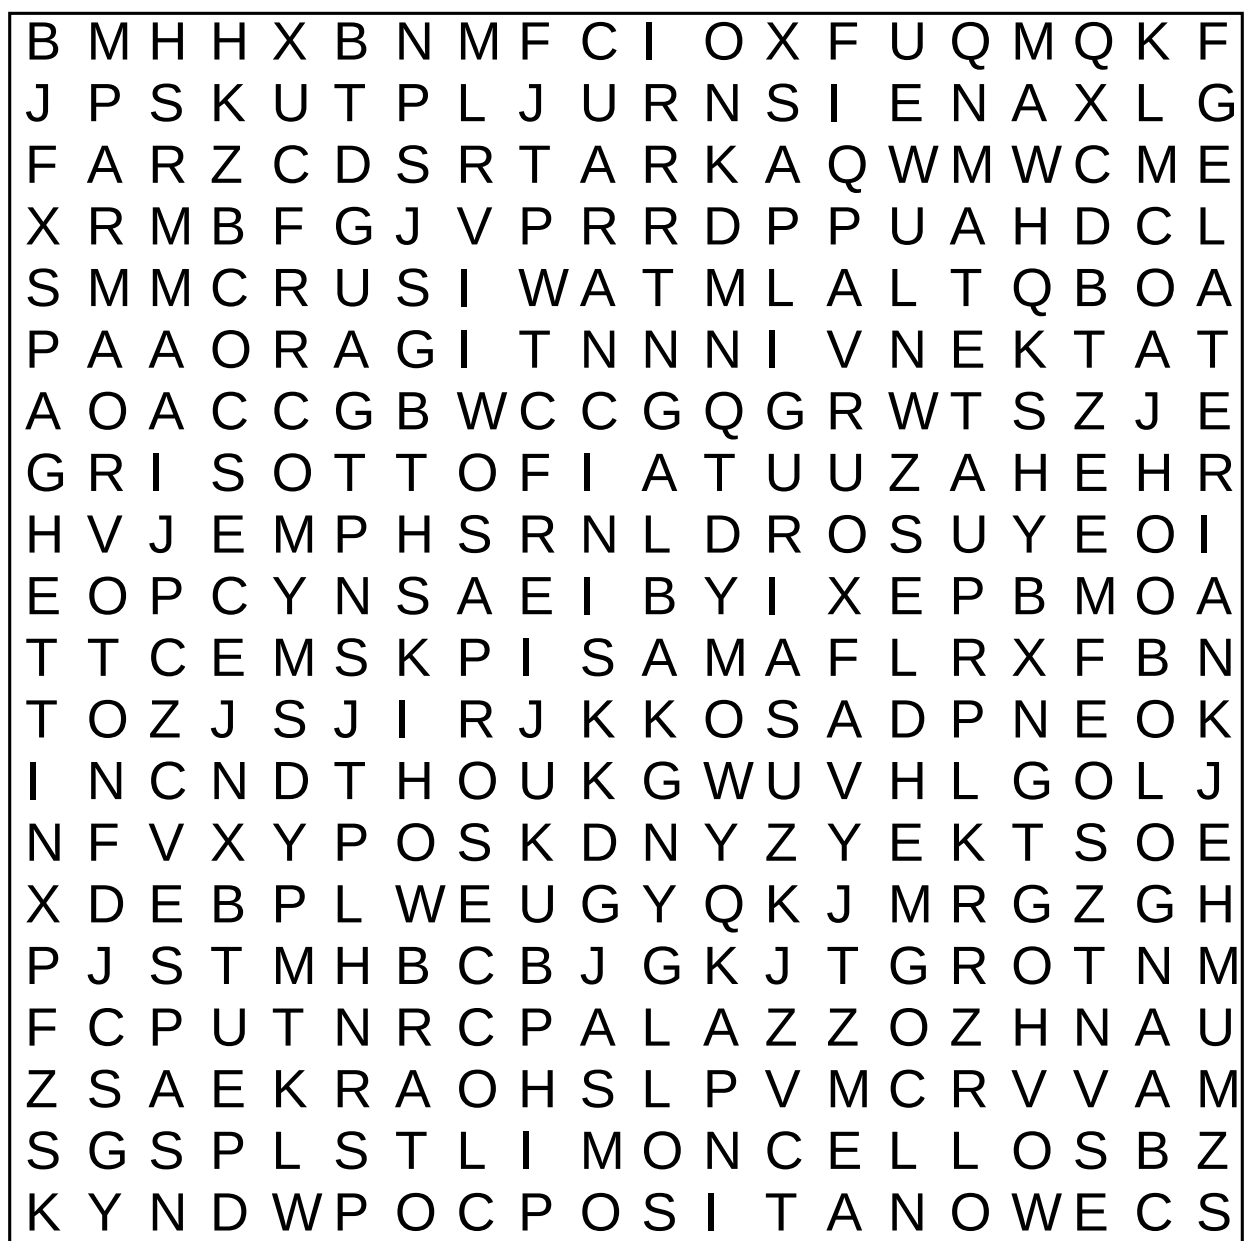 B M H H X B N M F C I O X F U Q M Q K F
J P S K U T P L J U R N S I E N A X L G
F A R Z C D S R T A R K A Q W M W C M E
X R M B F G J V P R R D P P U A H D C L
S M M C R U S I W A T M L A L T Q B O A
P A A O R A G I T N N N I V N E K T A T
A O A C C G B W C C G Q G R W T S Z J E
G R I S O T T O F I A T U U Z A H E H R
H V J E M P H S R N L D R O S U Y E O I
E O P C Y N S A E I B Y I X E P B M O A
T T C E M S K P I S A M A F L R X F B N
T O Z J S J I R J K K O S A D P N E O K
I N C N D T H O U K G W U V H L G O L J
N F V X Y P O S K D N Y Z Y E K T S O E
X D E B P L W E U G Y Q K J M R G Z G H
P J S T M H B C B J G K J T G R O T N M
F C P U T N R C P A L A Z Z O Z H N A U
Z S A E K R A O H S L P V M C R V V A M
S G S P L S T L I M O N C E L L O S B Z
K Y N D W P O C P O S I T A N O W E C S